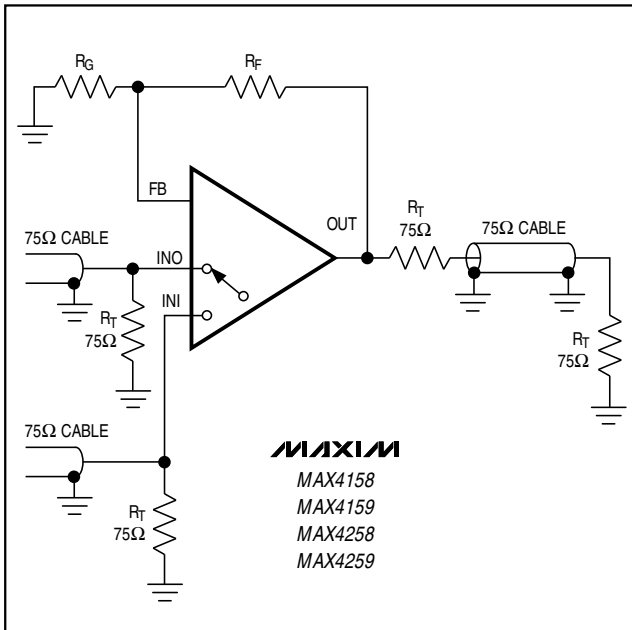 RG
RF
FB
OUT
RT
75Ω
75Ω CABLE
75Ω CABLE
INO
INI
RT
75Ω
RT
75Ω
75Ω CABLE
RT
75Ω
MAXIM
MAX4158
MAX4159
MAX4258
MAX4259